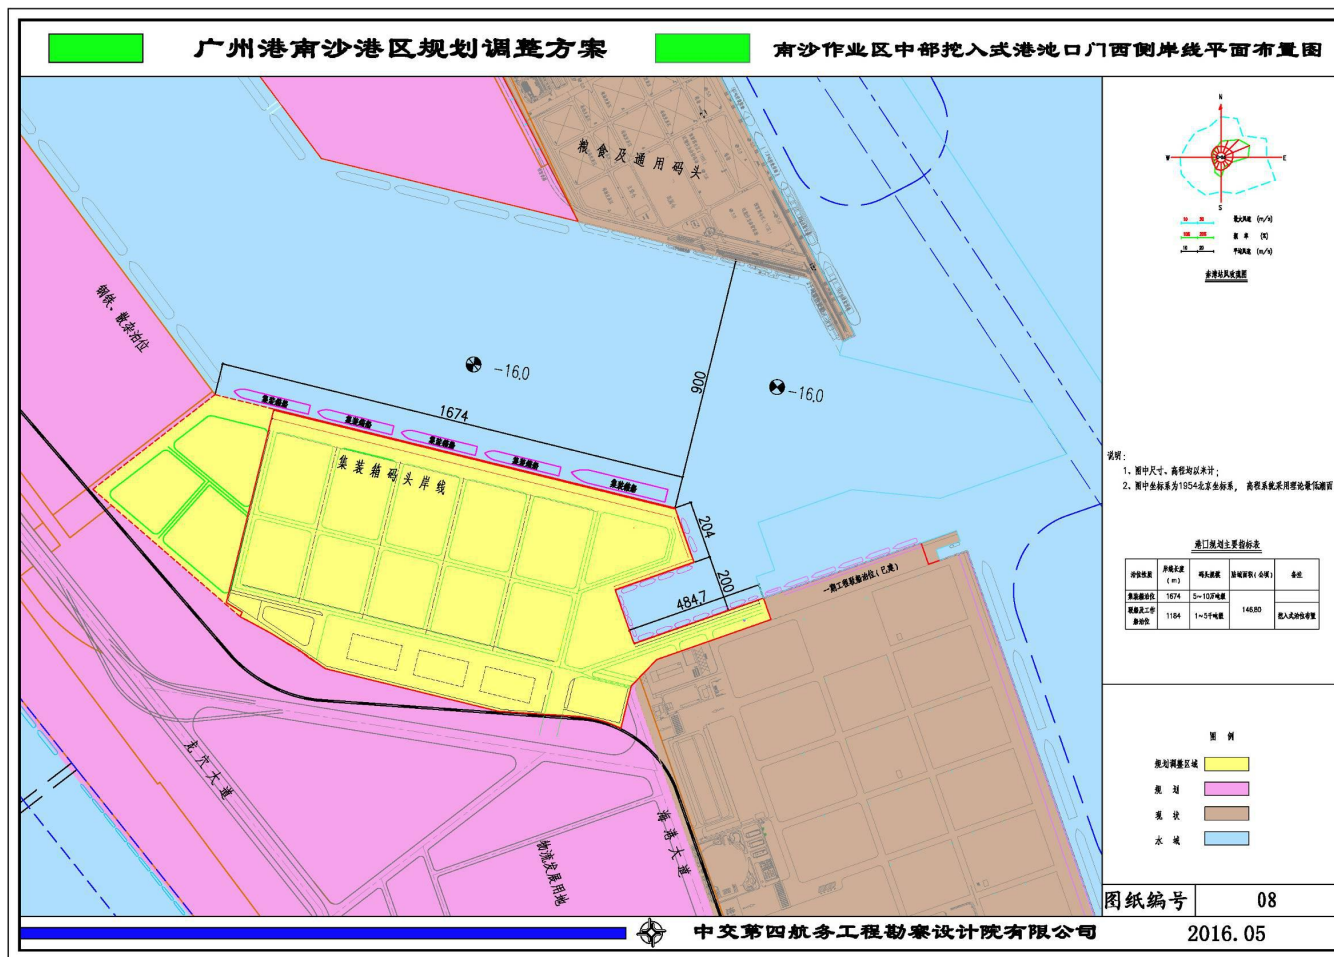 广州港南沙港区规划调整方案
南沙作业区中部挖入式港池口门西侧岸线平面布置图
粮食及通用码头
钢铁、散杂泊位
-16.0
-16.0
900
1674
集装箱船
集装箱船
集装箱船
集装箱船
集装箱船
集装箱码头岸线
204
200
484.7
一期工程驳船泊位(已建)
龙穴大道
海港大道
物流发展用地
N
W
E
S
最大风速 (m/s)
频率 (%)
平均风速 (m/s)
说明:
1、图中尺寸、高程均以米计;
2、图中坐标系为1954北京坐标系, 高程系统采用理论最低潮面
港口规划主要指标表
泊位性质 岸线长度(m) 码头规模 陆域面积(公顷) 备注
集装箱泊位 1674 5~10万吨级 146.80
驳船及工作船泊位 1184 1~5千吨级 挖入式泊位布置
图 例
规划调整区域
规 划
现 状
水 域
图纸编号 08
中交第四航务工程勘察设计院有限公司
2016.05